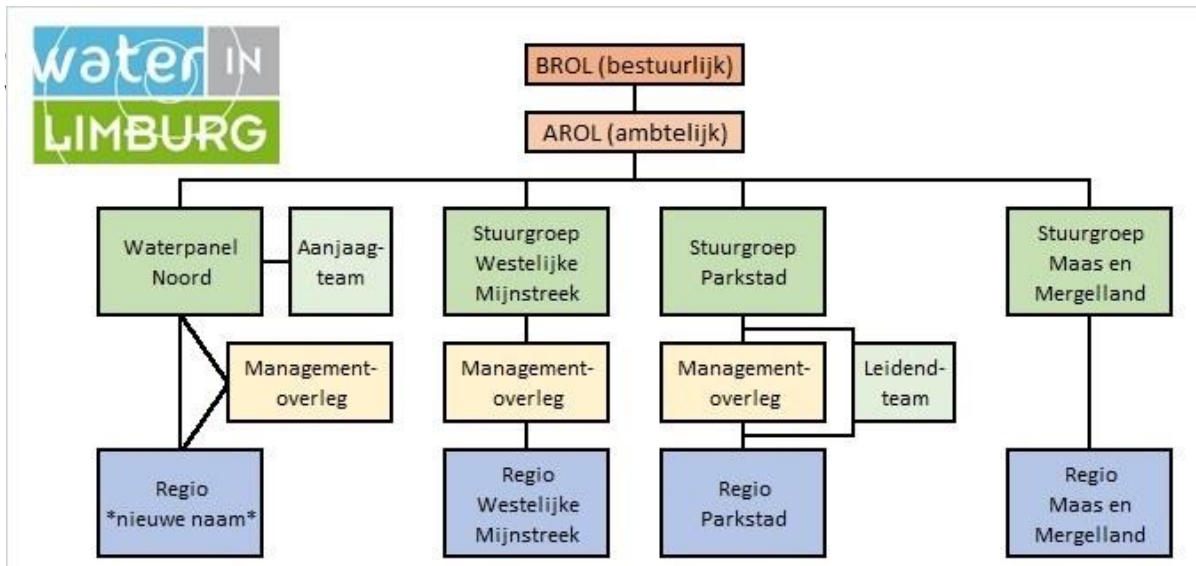 water IN
LIMBURG
BROL (bestuurlijk)
AROL (ambtelijk)
Waterpanel
Noord
Aanjaag-
team
Stuurgroep
Westelijke
Mijnstreek
Stuurgroep
Parkstad
Stuurgroep
Maas en
Mergelland
Management-
overleg
Management-
overleg
Management-
overleg
Leidend-
team
Regio
*nieuwe naam*
Regio
Westelijke
Mijnstreek
Regio
Parkstad
Regio
Maas en
Mergelland